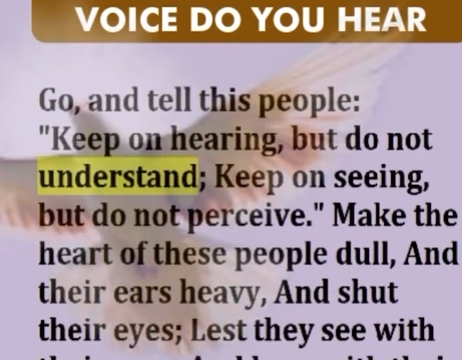 VOICE DO YOU HEAR
Go, and tell this people:
"Keep on hearing, but do not
understand; Keep on seeing,
but do not perceive." Make the
heart of these people dull, And
their ears heavy, And shut
their eyes; Lest they see with